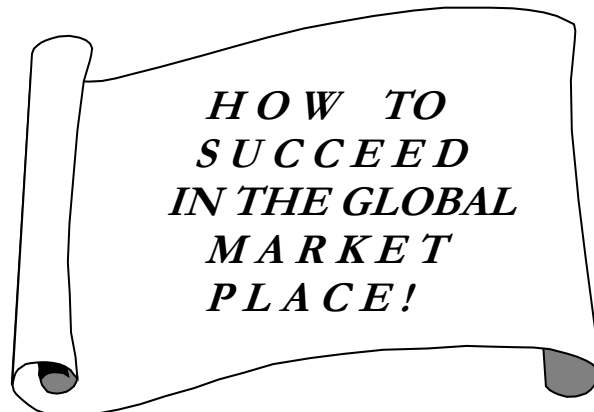 HOW TO
SUCCEED
IN THE GLOBAL
MARKET
PLACE!